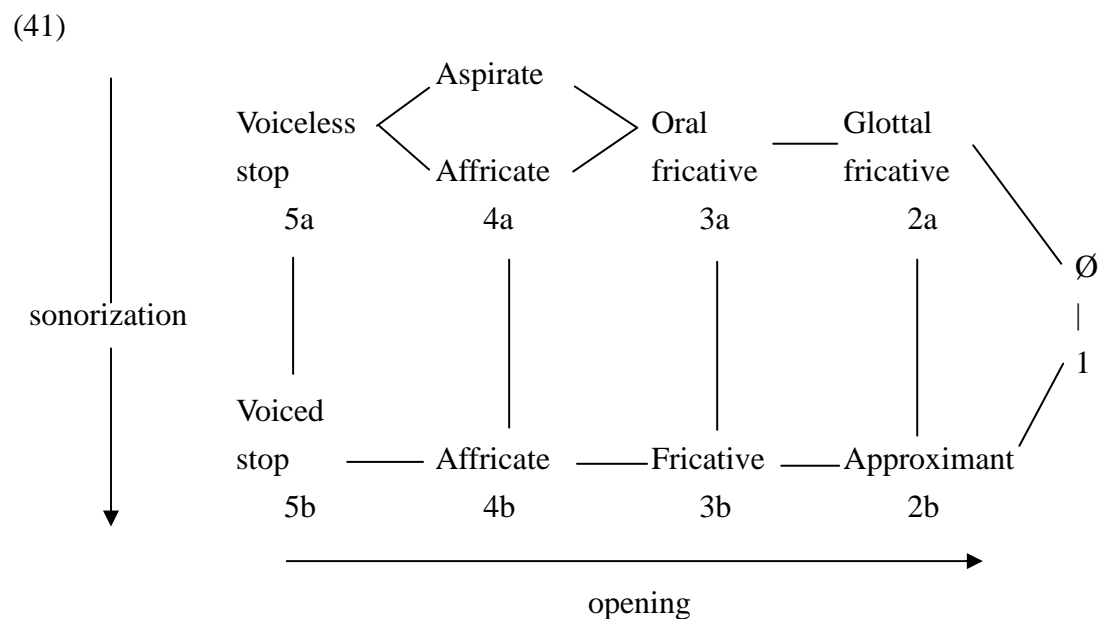 (41)
Aspirate
Voiceless Oral Glottal
stop Affricate fricative fricative
5a 4a 3a 2a
Ø
sonorization |
1
Voiced
stop Affricate Fricative Approximant
5b 4b 3b 2b
opening